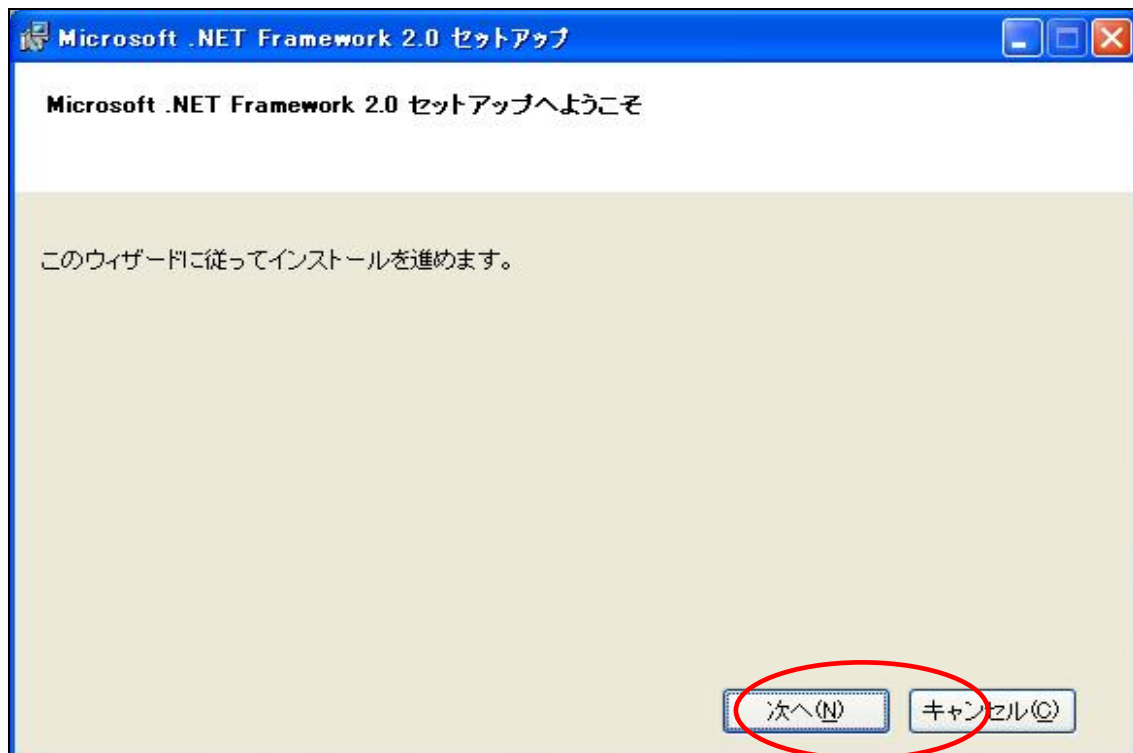 Microsoft .NET Framework 2.0 セットアップ
Microsoft .NET Framework 2.0 セットアップへようこそ
このウィザードに従ってインストールを進めます。
次へ(N)
キャンセル(C)